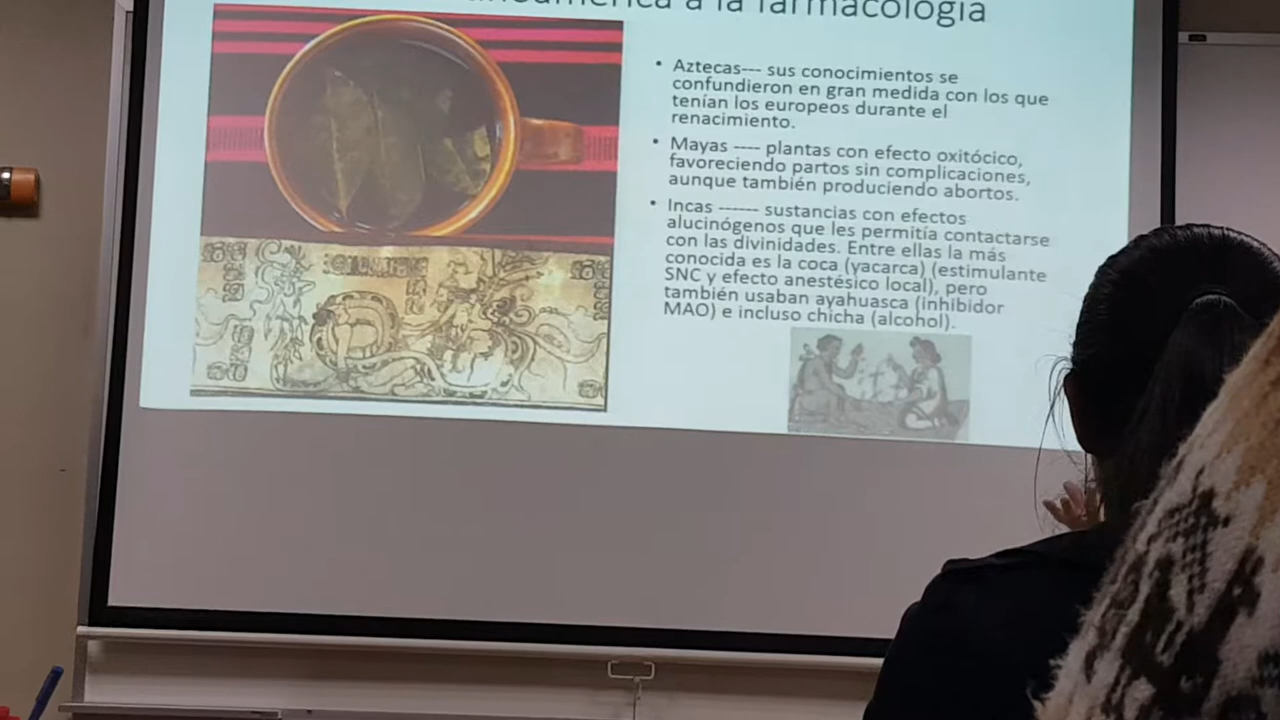 a la farmacología
• Aztecas--- sus conocimientos se
confundieron en gran medida con los que
tenían los europeos durante el
renacimiento.
• Mayas ---- plantas con efecto oxitócico,
favoreciendo partos sin complicaciones,
aunque también produciendo abortos.
• Incas ------ sustancias con efectos
alucinógenos que les permitía contactarse
con las divinidades. Entre ellas la más
conocida es la coca (yacarca) (estimulante
SNC y efecto anestésico local), pero
también usaban ayahuasca (inhibidor
MAO) e incluso chicha (alcohol).